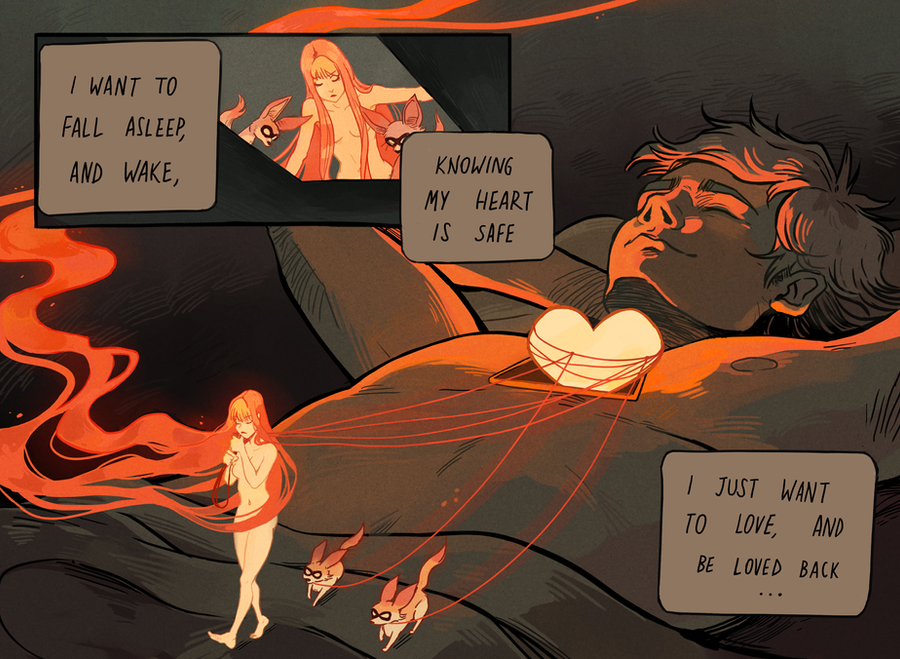 I WANT TO
FALL ASLEEP,
AND WAKE,
KNOWING
MY HEART
IS SAFE
I JUST WANT
TO LOVE, AND
BE LOVED BACK
...